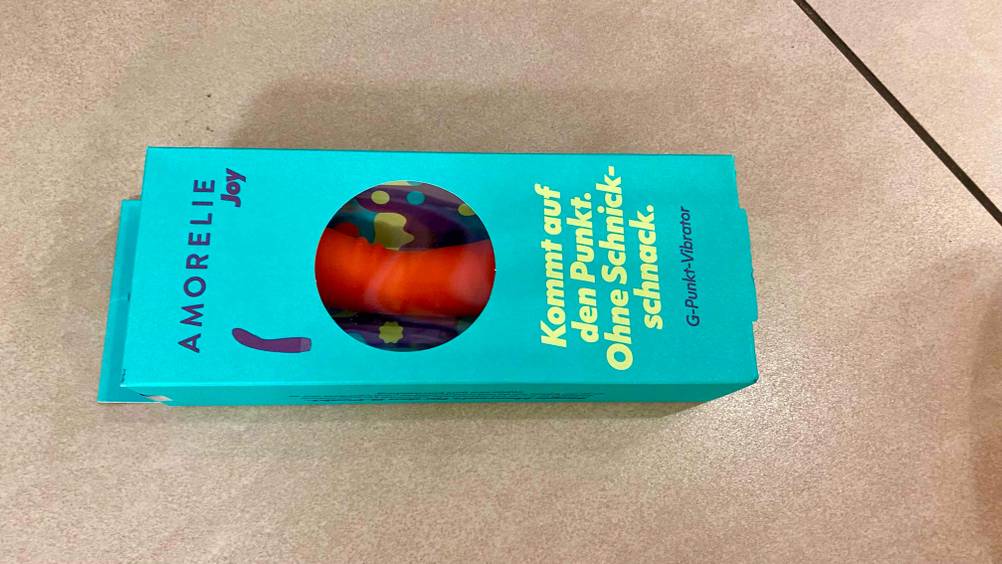 AMORELIE
Joy
Kommt auf
den Punkt.
Ohne Schnick-
schnack.
G-Punkt-Vibrator